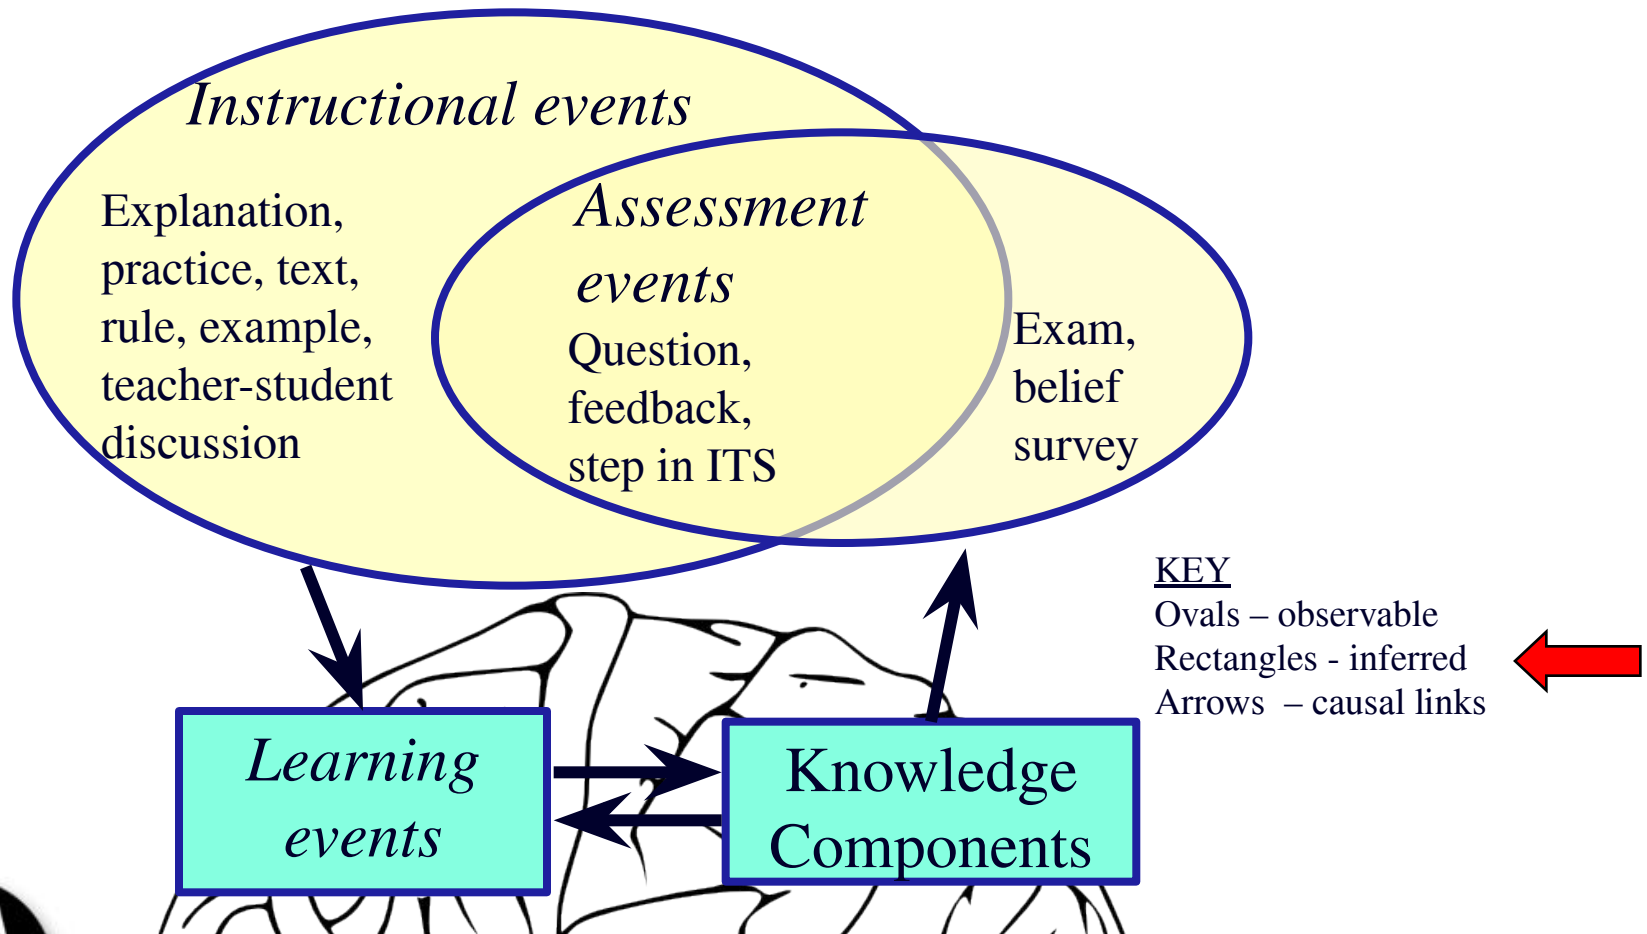 Instructional events
Explanation,
practice, text,
rule, example,
teacher-student
discussion
Assessment
events
Question,
feedback,
step in ITS
Exam,
belief
survey
KEY
Ovals – observable
Rectangles - inferred
Arrows – causal links
Learning
events
Knowledge
Components